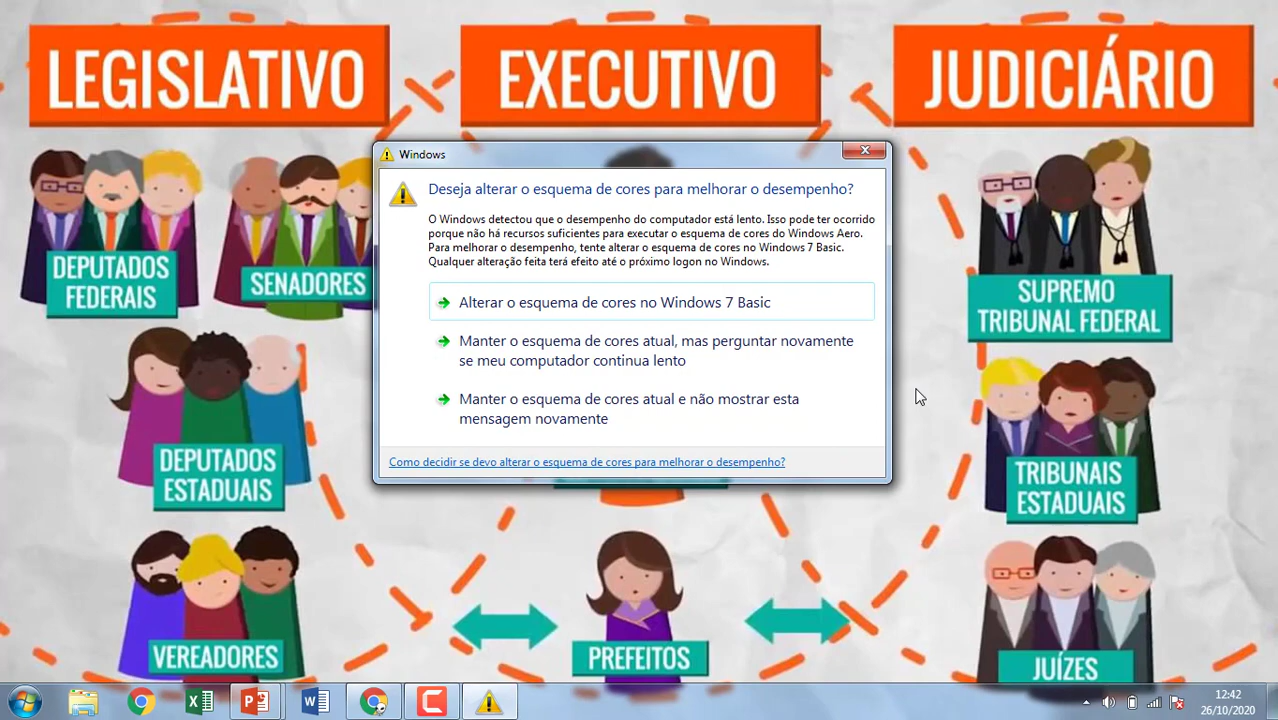 LEGISLATIVO
EXECUTIVO
JUDICIÁRIO
Windows
Deseja alterar o esquema de cores para melhorar o desempenho?
O Windows detectou que o desempenho do computador está lento. Isso pode ter ocorrido
porque não há recursos suficientes para executar o esquema de cores do Windows Aero.
Para melhorar o desempenho, tente alterar o esquema de cores no Windows 7 Basic.
Qualquer alteração feita terá efeito até o próximo logon no Windows.
Alterar o esquema de cores no Windows 7 Basic
Manter o esquema de cores atual, mas perguntar novamente
se meu computador continua lento
Manter o esquema de cores atual e não mostrar esta
mensagem novamente
Como decidir se devo alterar o esquema de cores para melhorar o desempenho?
DEPUTADOS
FEDERAIS
SENADORES
SUPREMO
TRIBUNAL FEDERAL
DEPUTADOS
ESTADUAIS
TRIBUNAIS
ESTADUAIS
VEREADORES
PREFEITOS
JUÍZES
12:42
26/10/2020